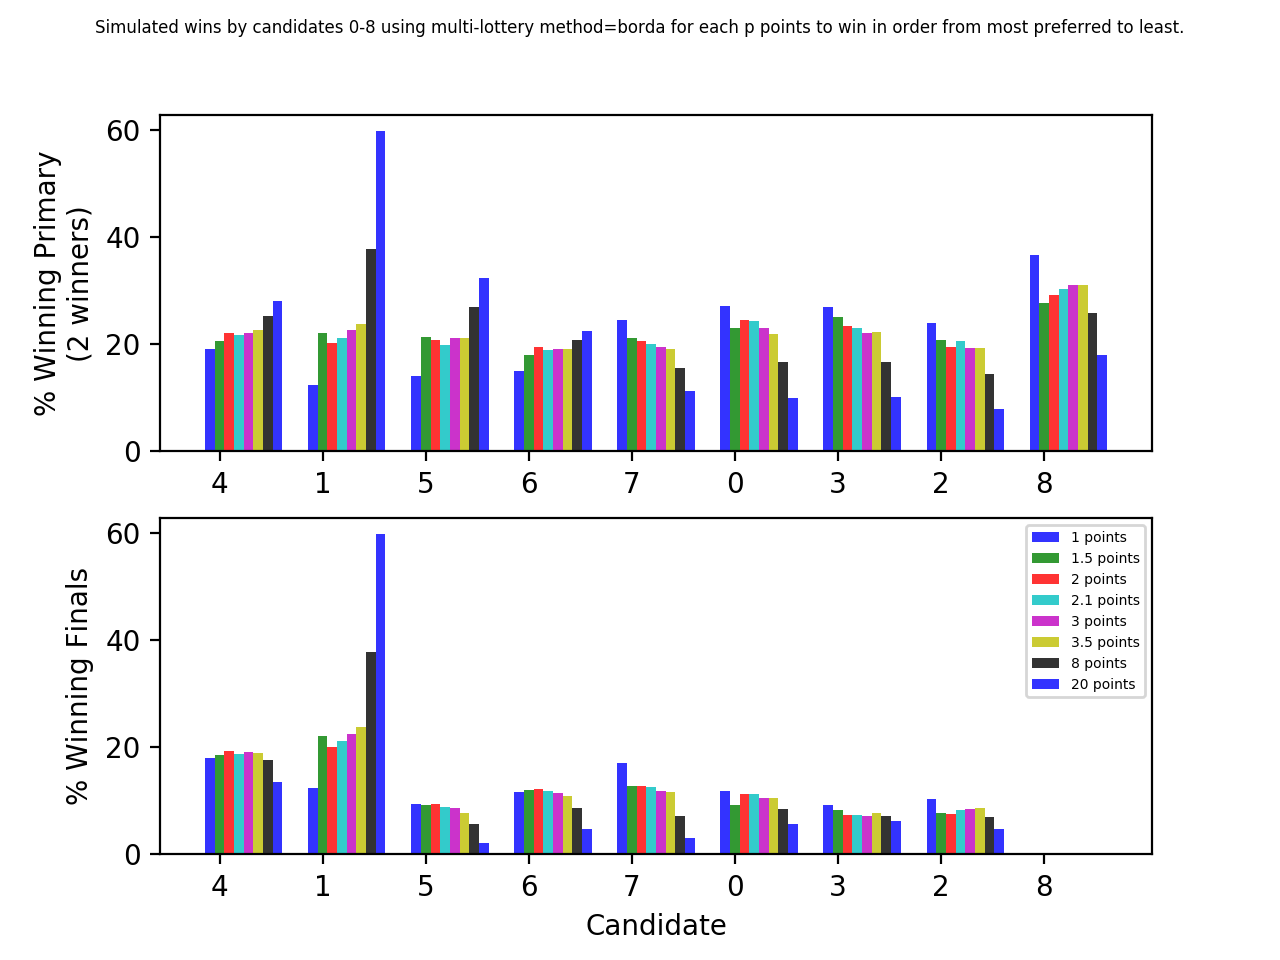 Simulated wins by candidates 0-8 using multi-lottery method=borda for each p points to win in order from most preferred to least.
% Winning Primary
(2 winners)
60
40
20
0
4 1 5 6 7 0 3 2 8
% Winning Finals
60
40
20
0
1 points
1.5 points
2 points
2.1 points
3 points
3.5 points
8 points
20 points
4 1 5 6 7 0 3 2 8
Candidate